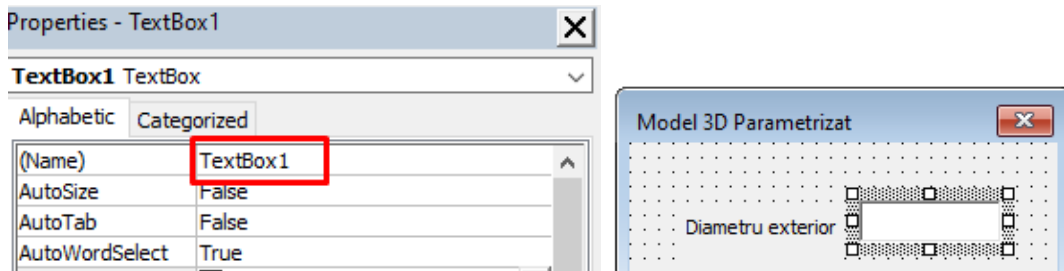 Properties - TextBox1
TextBox1 TextBox
Alphabetic Categorized
(Name) TextBox1
AutoSize False
AutoTab False
AutoWordSelect True
Model 3D Parametrizat
Diametru exterior